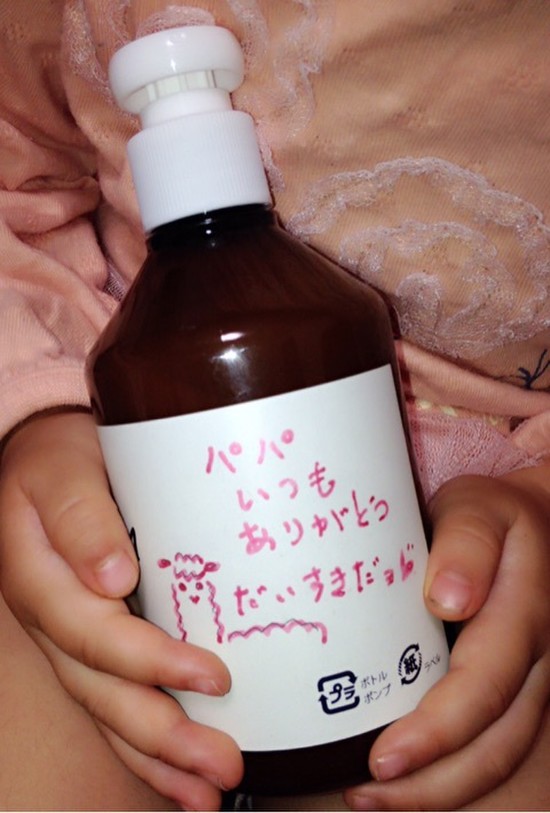 パパ
いつも
ありがとう
だいすきだョ
プラ
ボトル
ポンプ
紙
ラベル